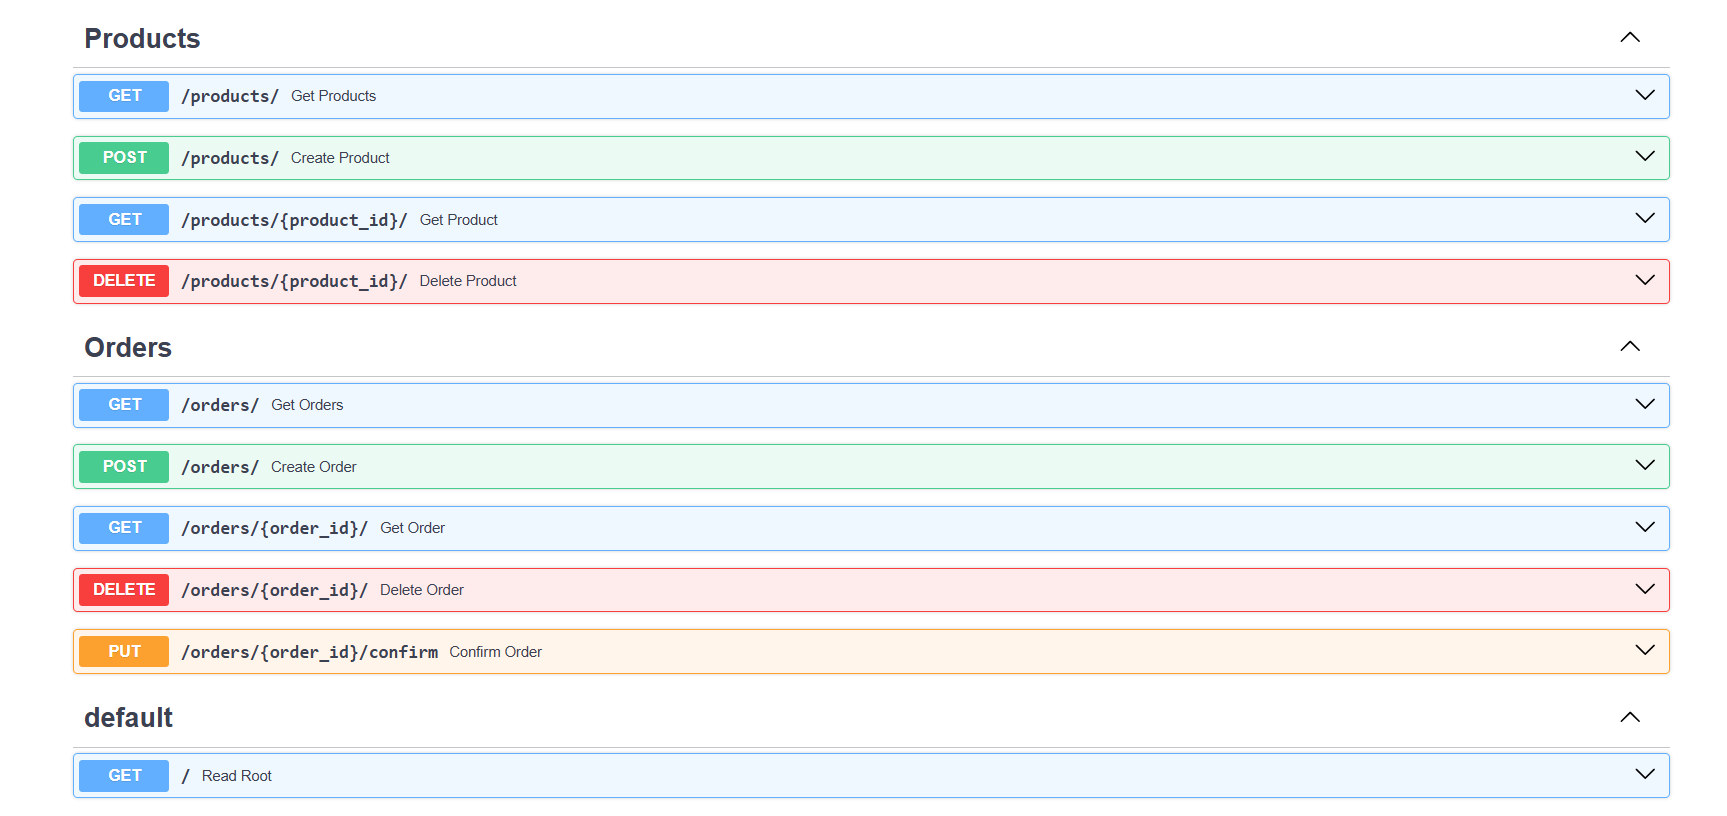 Products
GET /products/ Get Products
POST /products/ Create Product
GET /products/{product_id}/ Get Product
DELETE /products/{product_id}/ Delete Product
Orders
GET /orders/ Get Orders
POST /orders/ Create Order
GET /orders/{order_id}/ Get Order
DELETE /orders/{order_id}/ Delete Order
PUT /orders/{order_id}/confirm Confirm Order
default
GET / Read Root